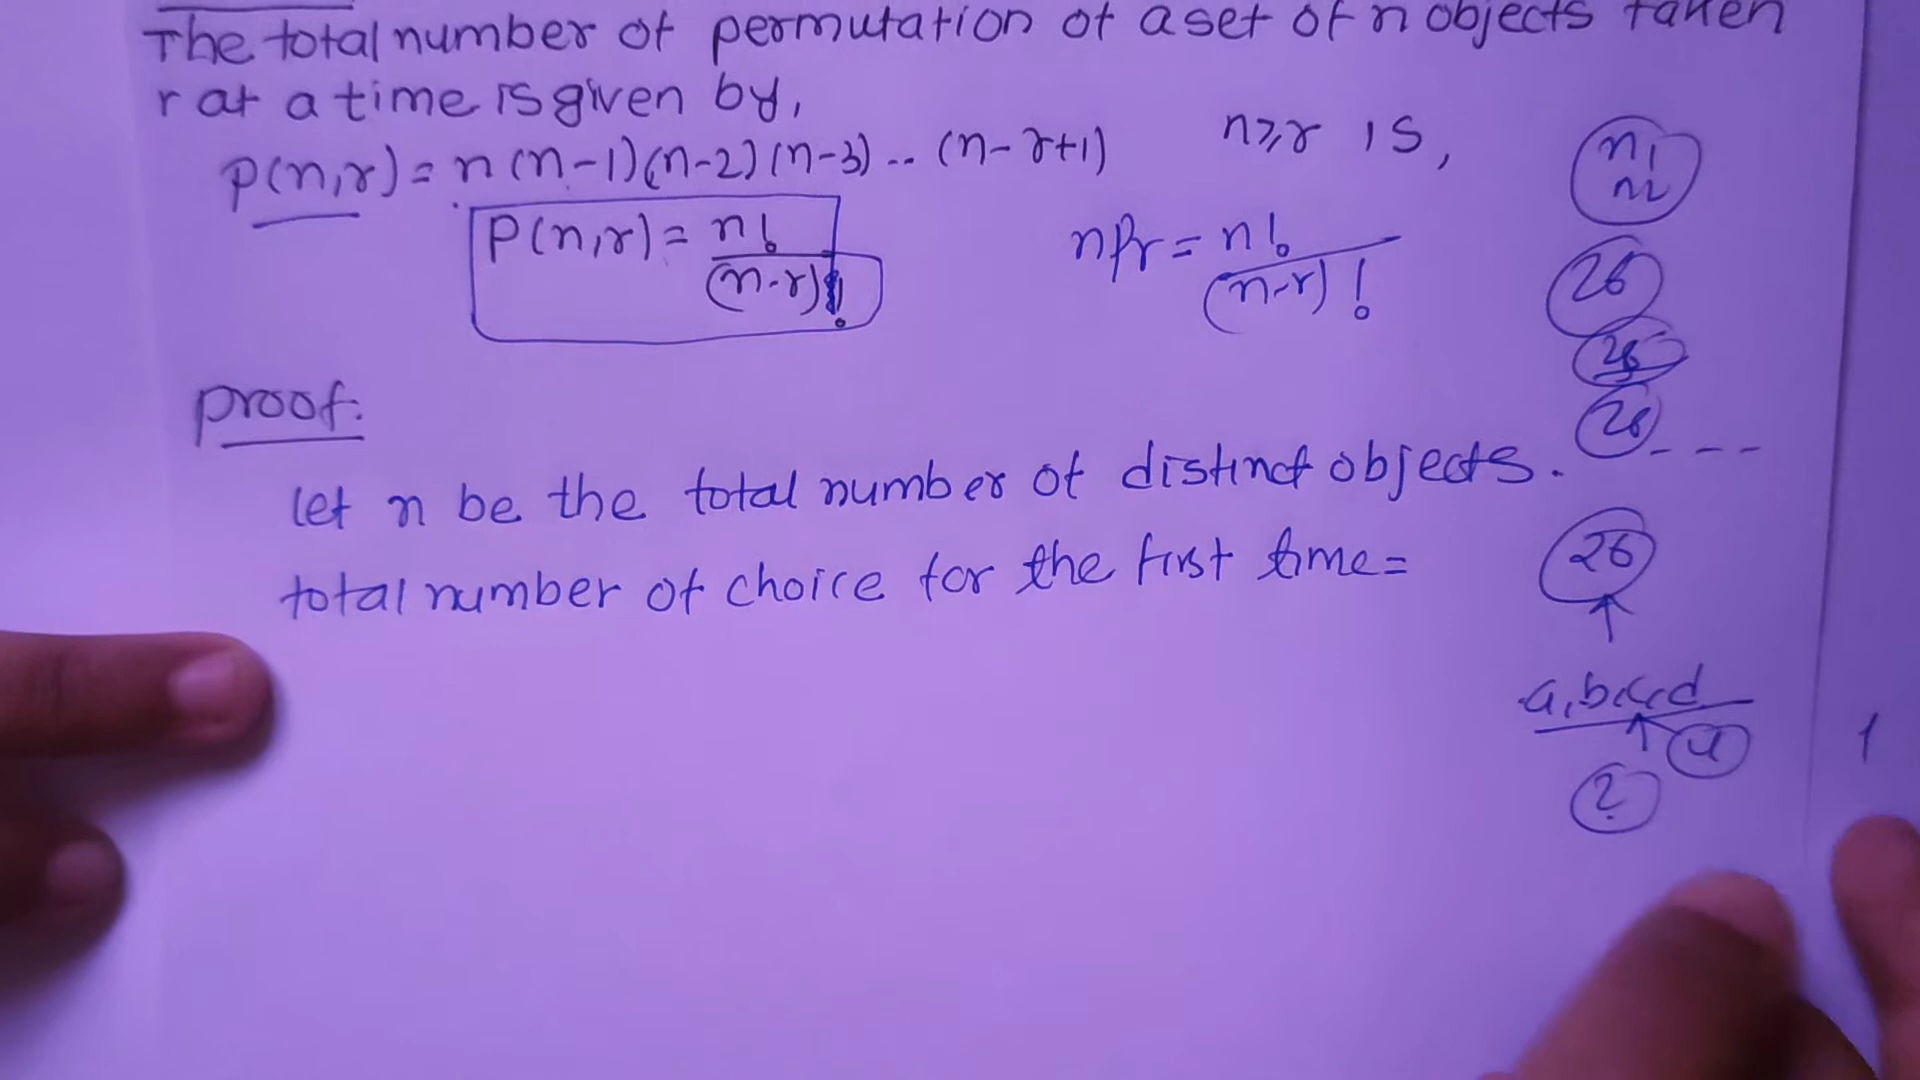 The total number of permutation of a set of n objects taken
r at a time is given by,
p(n,r) = n(n-1)(n-2)(n-3)..(n-r+1) n≥r is,
P(n,r) = n!/(n-r)! nPr = n!/(n-r)!
n1
n2
26
26
26
proof:
let n be the total number of distinct objects.
total number of choice for the first time =
26
a,b,c,d
4
2
1